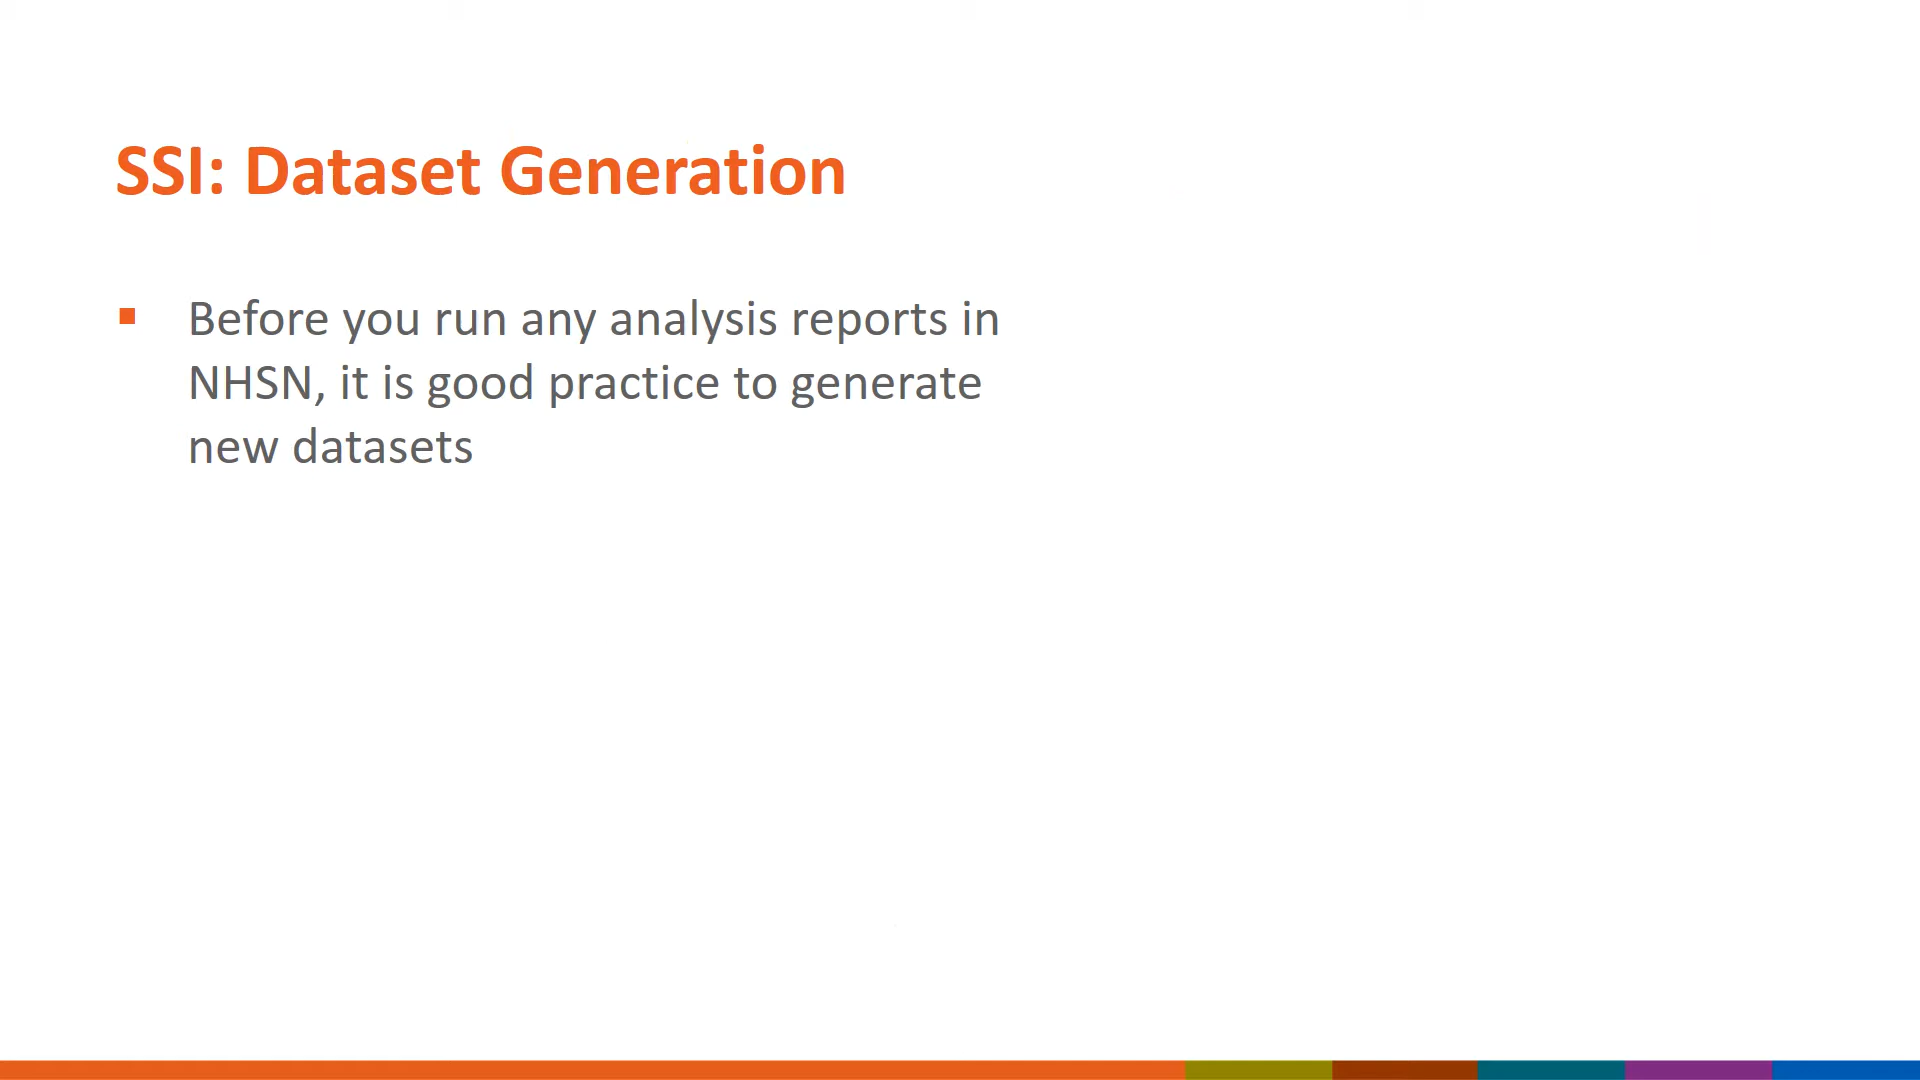 SSI: Dataset Generation
Before you run any analysis reports in
NHSN, it is good practice to generate
new datasets